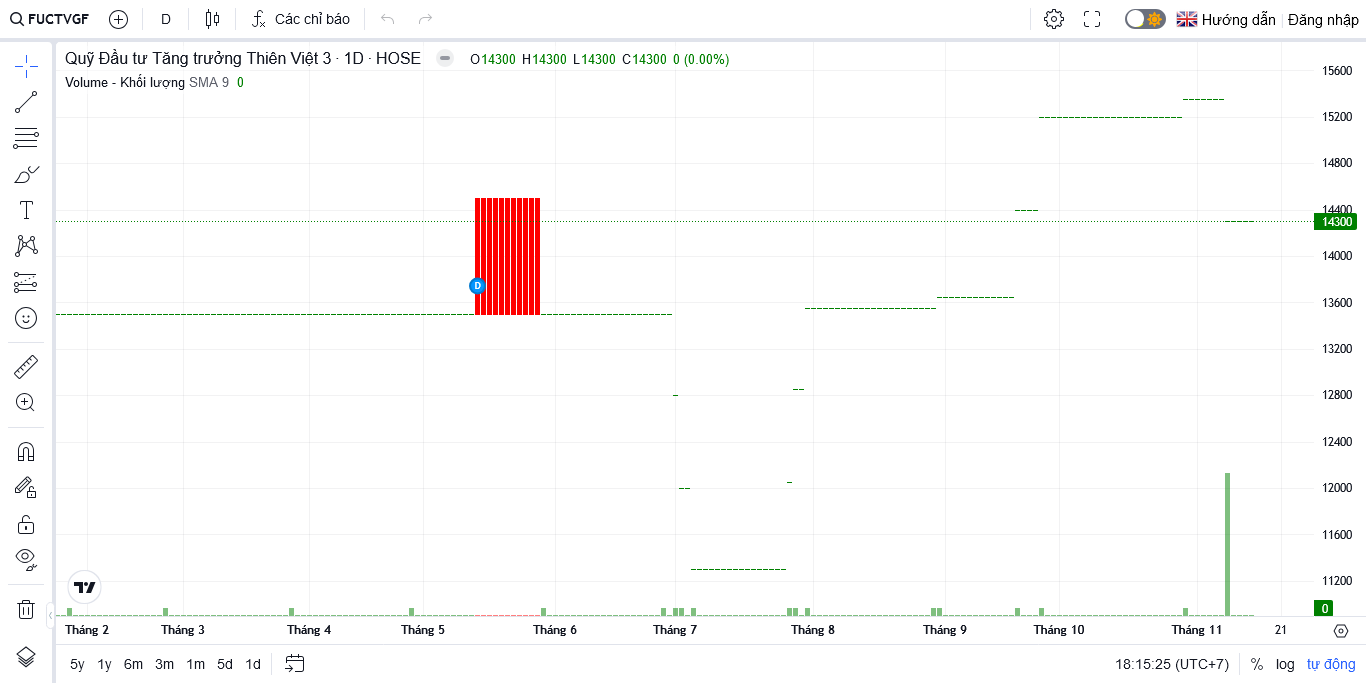 FUCTVGF D Các chỉ báo Hướng dẫn Đăng nhập
Quỹ Đầu tư Tăng trưởng Thiên Việt 3 · 1D · HOSE O14300 H14300 L14300 C14300 0 (0.00%)
Volume - Khối lượng SMA 9 0
15600
15200
14800
14400
14300
14000
D
13600
13200
12800
12400
12000
11600
11200
0
Tháng 2 Tháng 3 Tháng 4 Tháng 5 Tháng 6 Tháng 7 Tháng 8 Tháng 9 Tháng 10 Tháng 11 21
5y 1y 6m 3m 1m 5d 1d 18:15:25 (UTC+7) % log tự động